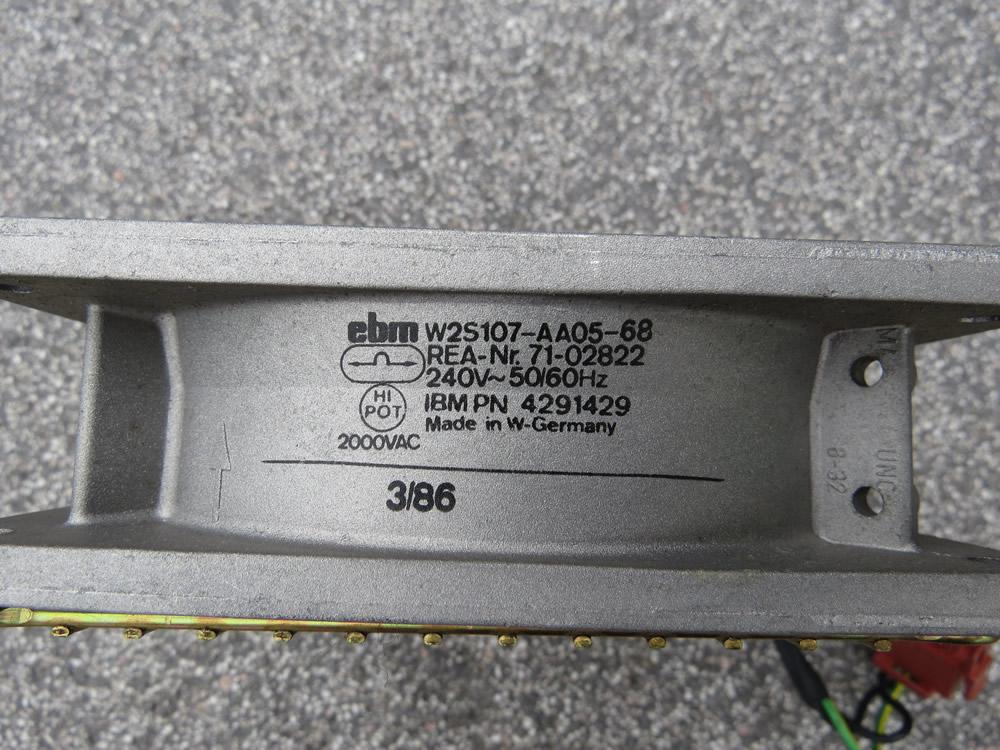 ebm W2S107-AA05-68
REA-Nr. 71-02822
240V~50/60Hz
HI
POT
IBM PN 4291429
Made in W-Germany
2000VAC
3/86
UNC
8-32